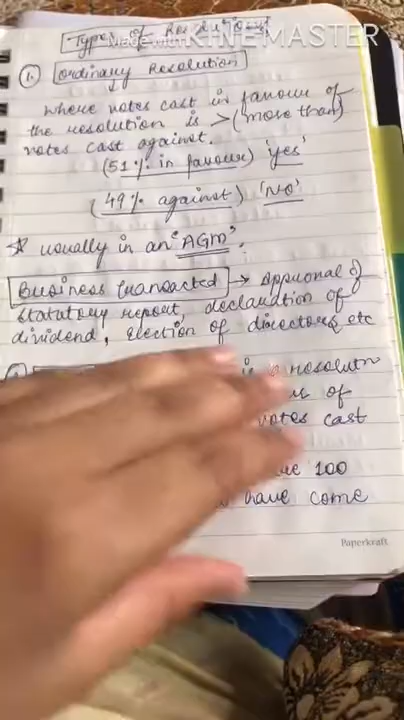 Types of Resolutions
Made with KINEMASTER
1. Ordinary Resolution
Where votes cast in favour of
the resolution is > (more than)
votes cast against.
(51% in favour) 'Yes'
(49% against) 'No'
☆ usually in an "AGM".
Business transacted → Approval of
statutory report, declaration of
dividend, election of directors etc
is a resolutn
of
votes cast
100
have come
Paperkraft